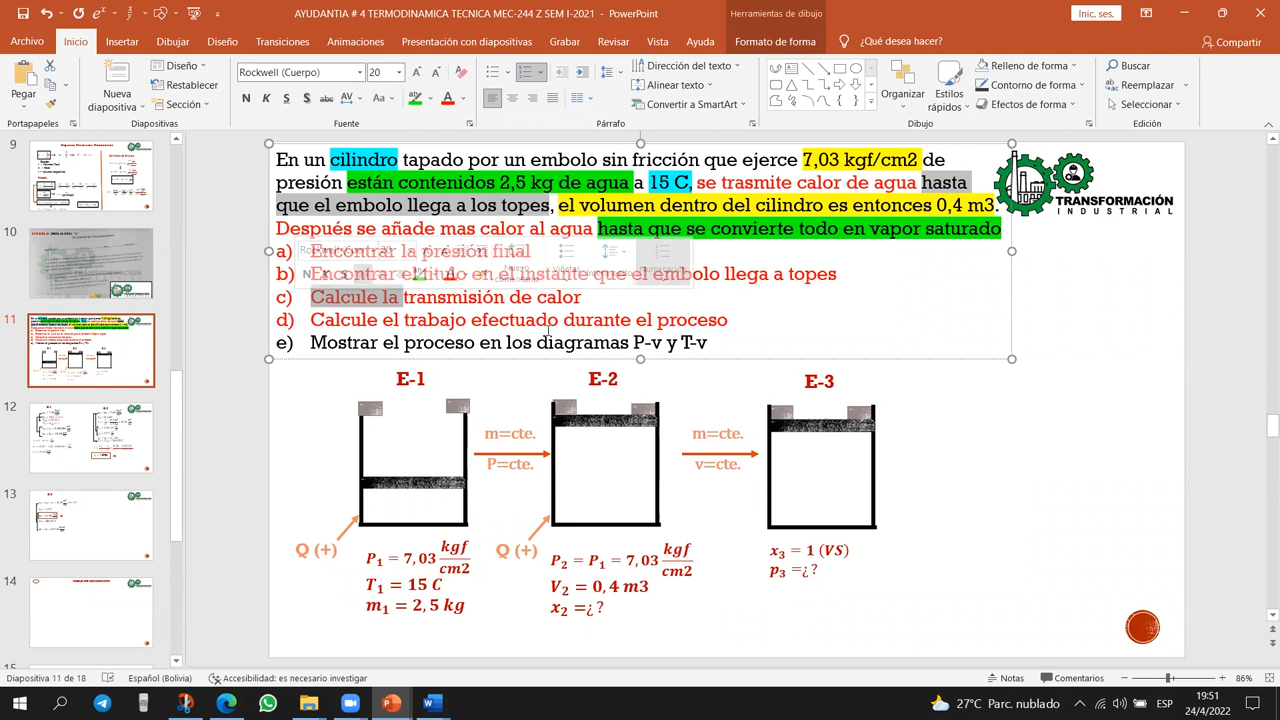 AYUDANTIA # 4 TERMODINAMICA TECNICA MEC-244 Z SEM I-2021 - PowerPoint
Herramientas de dibujo
Inic. ses.
Archivo Inicio Insertar Dibujar Diseño Transiciones Animaciones Presentación con diapositivas Grabar Revisar Vista Ayuda Formato de forma ¿Qué desea hacer? Compartir
Pegar
Nueva diapositiva
Diseño
Restablecer
Sección
Rockwell (Cuerpo) 20
N K S S abc AV Aa
Dirección del texto
Alinear texto
Convertir a SmartArt
Organizar
Estilos rápidos
Relleno de forma
Contorno de forma
Efectos de forma
Buscar
Reemplazar
Seleccionar
Portapapeles Diapositivas Fuente Párrafo Dibujo Edición
9
10
11
12
13
14
15
En un cilindro tapado por un embolo sin fricción que ejerce 7,03 kgf/cm2 de
presión están contenidos 2,5 kg de agua a 15 C, se trasmite calor de agua hasta
que el embolo llega a los topes, el volumen dentro del cilindro es entonces 0,4 m3.
Despues se añade mas calor al agua hasta que se convierte todo en vapor saturado
a) Encontrar la presión final
b) Encontrar el titulo en el instante que el embolo llega a topes
c) Calcule la transmisión de calor
d) Calcule el trabajo efectuado durante el proceso
e) Mostrar el proceso en los diagramas P-v y T-v
TRANSFORMACIÓN
INDUSTRIAL
E-1 E-2 E-3
m=cte.
P=cte.
m=cte.
v=cte.
Q (+)
P₁ = 7,03 kgf/cm2
T₁ = 15 C
m₁ = 2,5 kg
Q (+)
P₂ = P₁ = 7,03 kgf/cm2
V₂ = 0,4 m3
x₂ =¿ ?
x₃ = 1 (VS)
p₃ =¿ ?
Diapositiva 11 de 18 Español (Bolivia) Accesibilidad: es necesario investigar Notas Comentarios 86%
27°C Parc. nublado ESP 19:51
24/4/2022